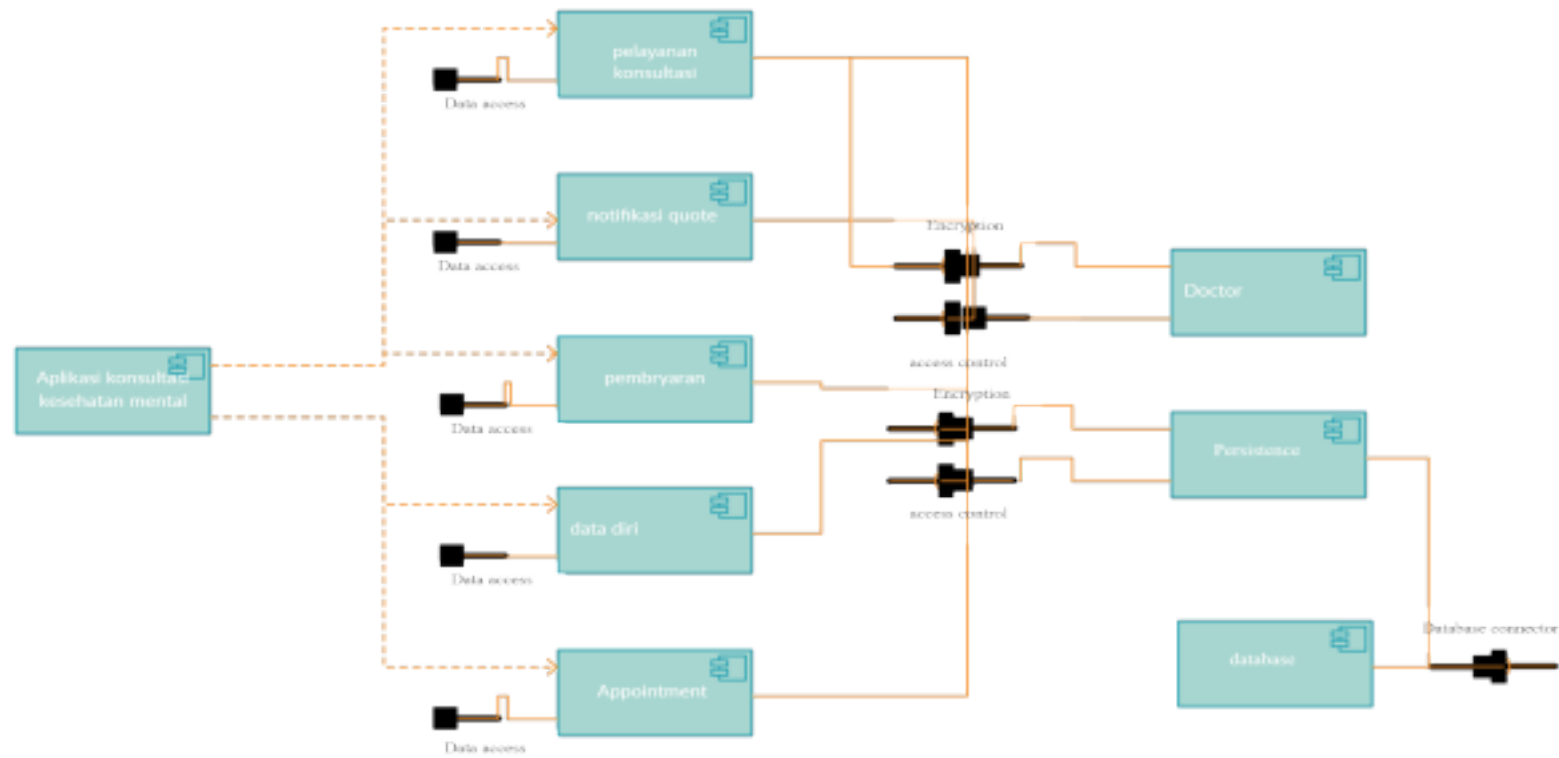 pelayanan
konsultasi
Data access
notifikasi quote
Data access
Encryption
Doctor
access control
Aplikasi konsultasi
kesehatan mental
pembryaran
Data access
Encryption
Persistence
access control
data diri
Data access
Database connector
database
Appointment
Data access